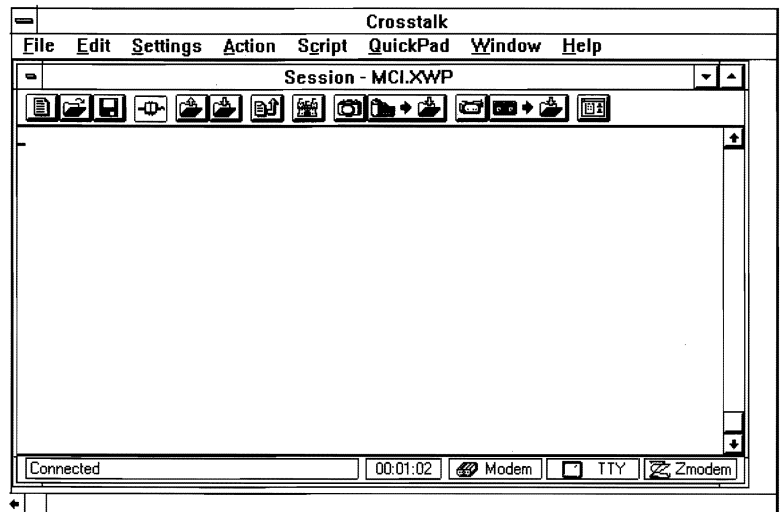 Crosstalk
File Edit Settings Action Script QuickPad Window Help
Session - MCI.XWP
Connected 00:01:02 Modem TTY Zmodem